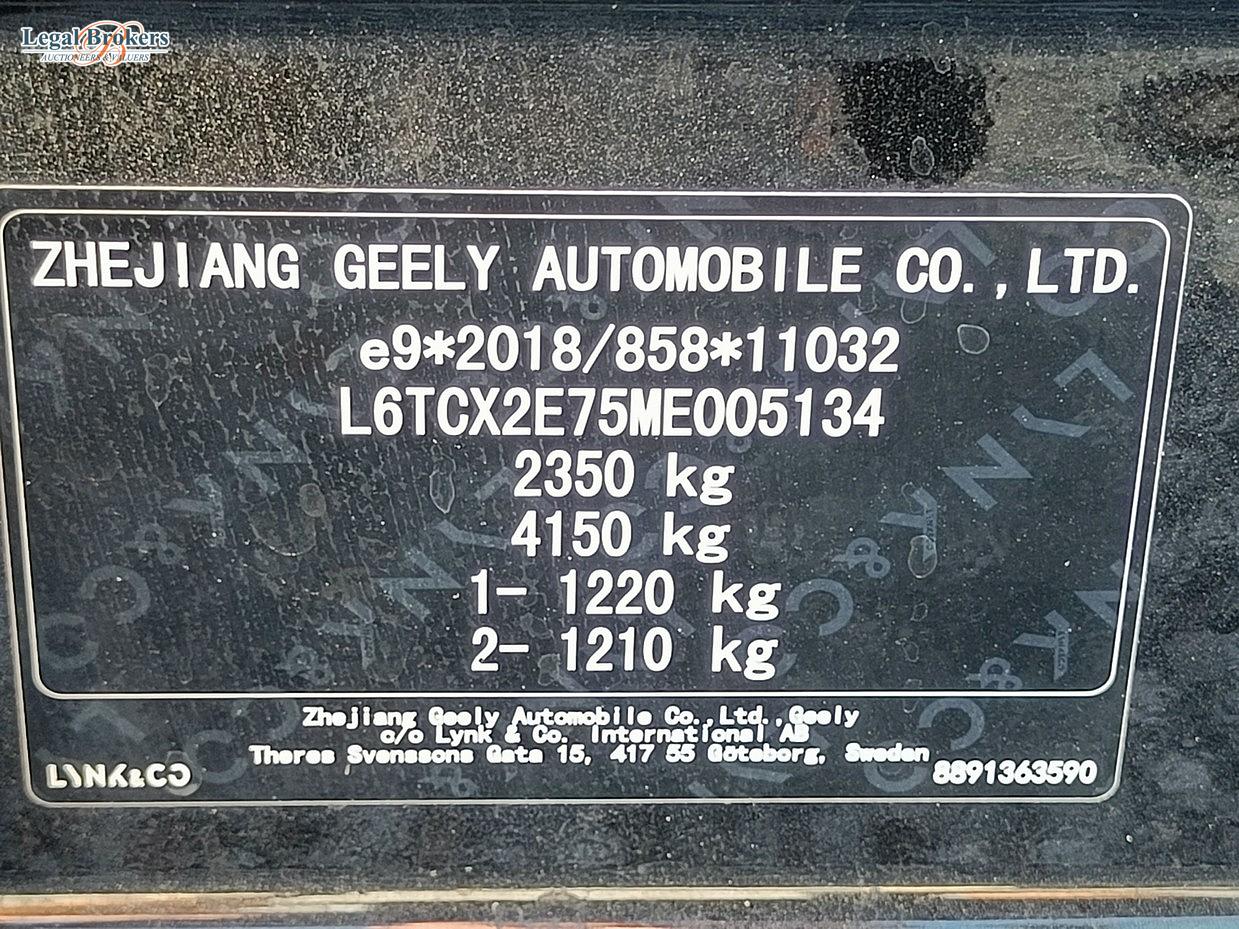 Legal Brokers
AUCTIONEERS & VALUERS
ZHEJIANG GEELY AUTOMOBILE CO.,LTD.
e9*2018/858*11032
L6TCX2E75ME005134
2350 kg
4150 kg
1- 1220 kg
2- 1210 kg
Zhejiang Geely Automobile Co.,Ltd.,Geely
c/o Lynk & Co. International AB
Theres Svenssons Gata 15, 417 55 Göteborg, Sweden
LYNK&CO
8891363590